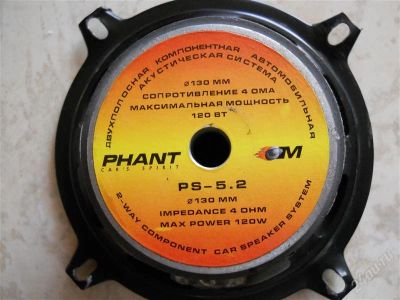 ДВУХПОЛОСНАЯ КОМПОНЕНТНАЯ АВТОМОБИЛЬНАЯ
АКУСТИЧЕСКАЯ СИСТЕМА
ø130 ММ
СОПРОТИВЛЕНИЕ 4 ОМА
МАКСИМАЛЬНАЯ МОЩНОСТЬ
120 ВТ
PHANT OM
CAR'S SPIRIT
PS-5.2
ø130 MM
IMPEDANCE 4 OHM
MAX POWER 120W
2-WAY COMPONENT CAR SPEAKER SYSTEM